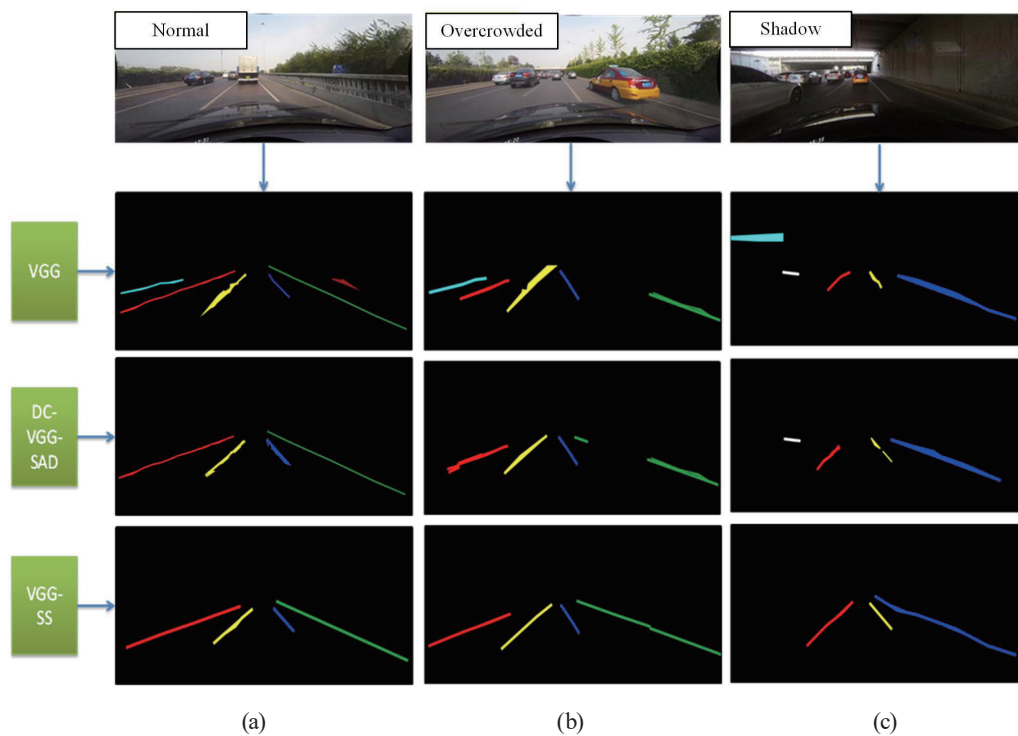 Normal
Overcrowded
Shadow
VGG
DC-
VGG-
SAD
VGG-
SS
(a)
(b)
(c)